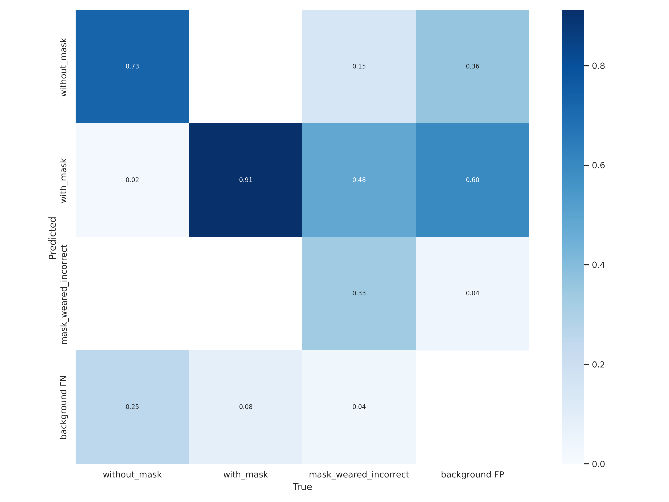 without_mask
0.73
0.15
0.36
0.8
with_mask
0.02
0.91
0.48
0.60
0.6
Predicted
mask_weared_incorrect
0.33
0.04
0.4
background FN
0.25
0.08
0.04
0.2
0.0
without_mask
with_mask
mask_weared_incorrect
background FP
True